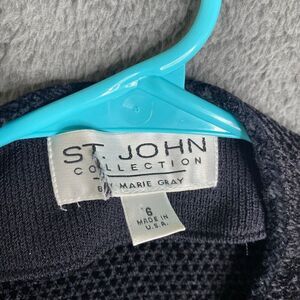 ST. JOHN
COLLECTION
BY MARIE GRAY
6
MADE IN
U.S.A.